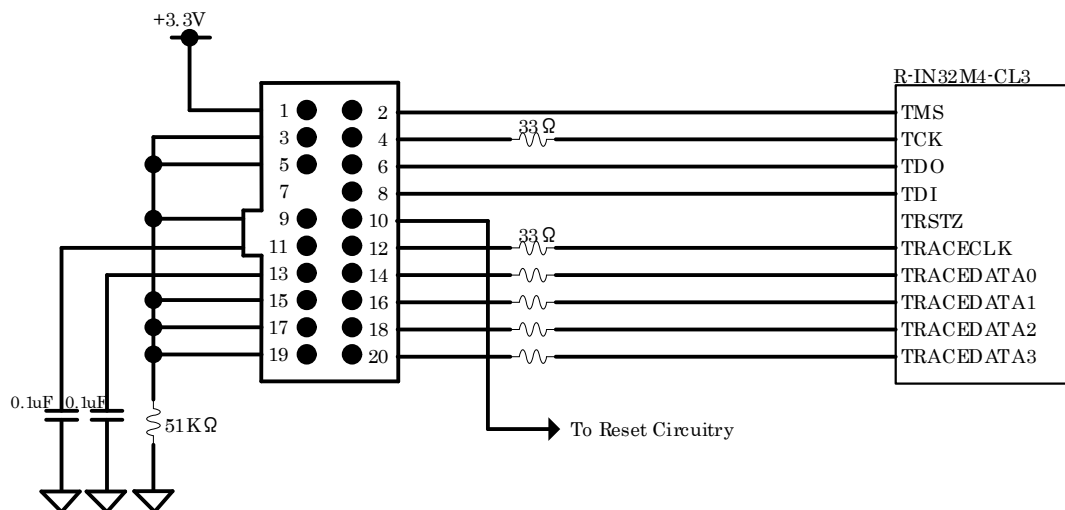 +3.3V
R-IN32M4-CL3
1 2 TMS
3 4 33Ω TCK
5 6 TDO
7 8 TDI
9 10 TRSTZ
11 12 33Ω TRACECLK
13 14 TRACEDATA0
15 16 TRACEDATA1
17 18 TRACEDATA2
19 20 TRACEDATA3
0.1uF 0.1uF 51KΩ To Reset Circuitry